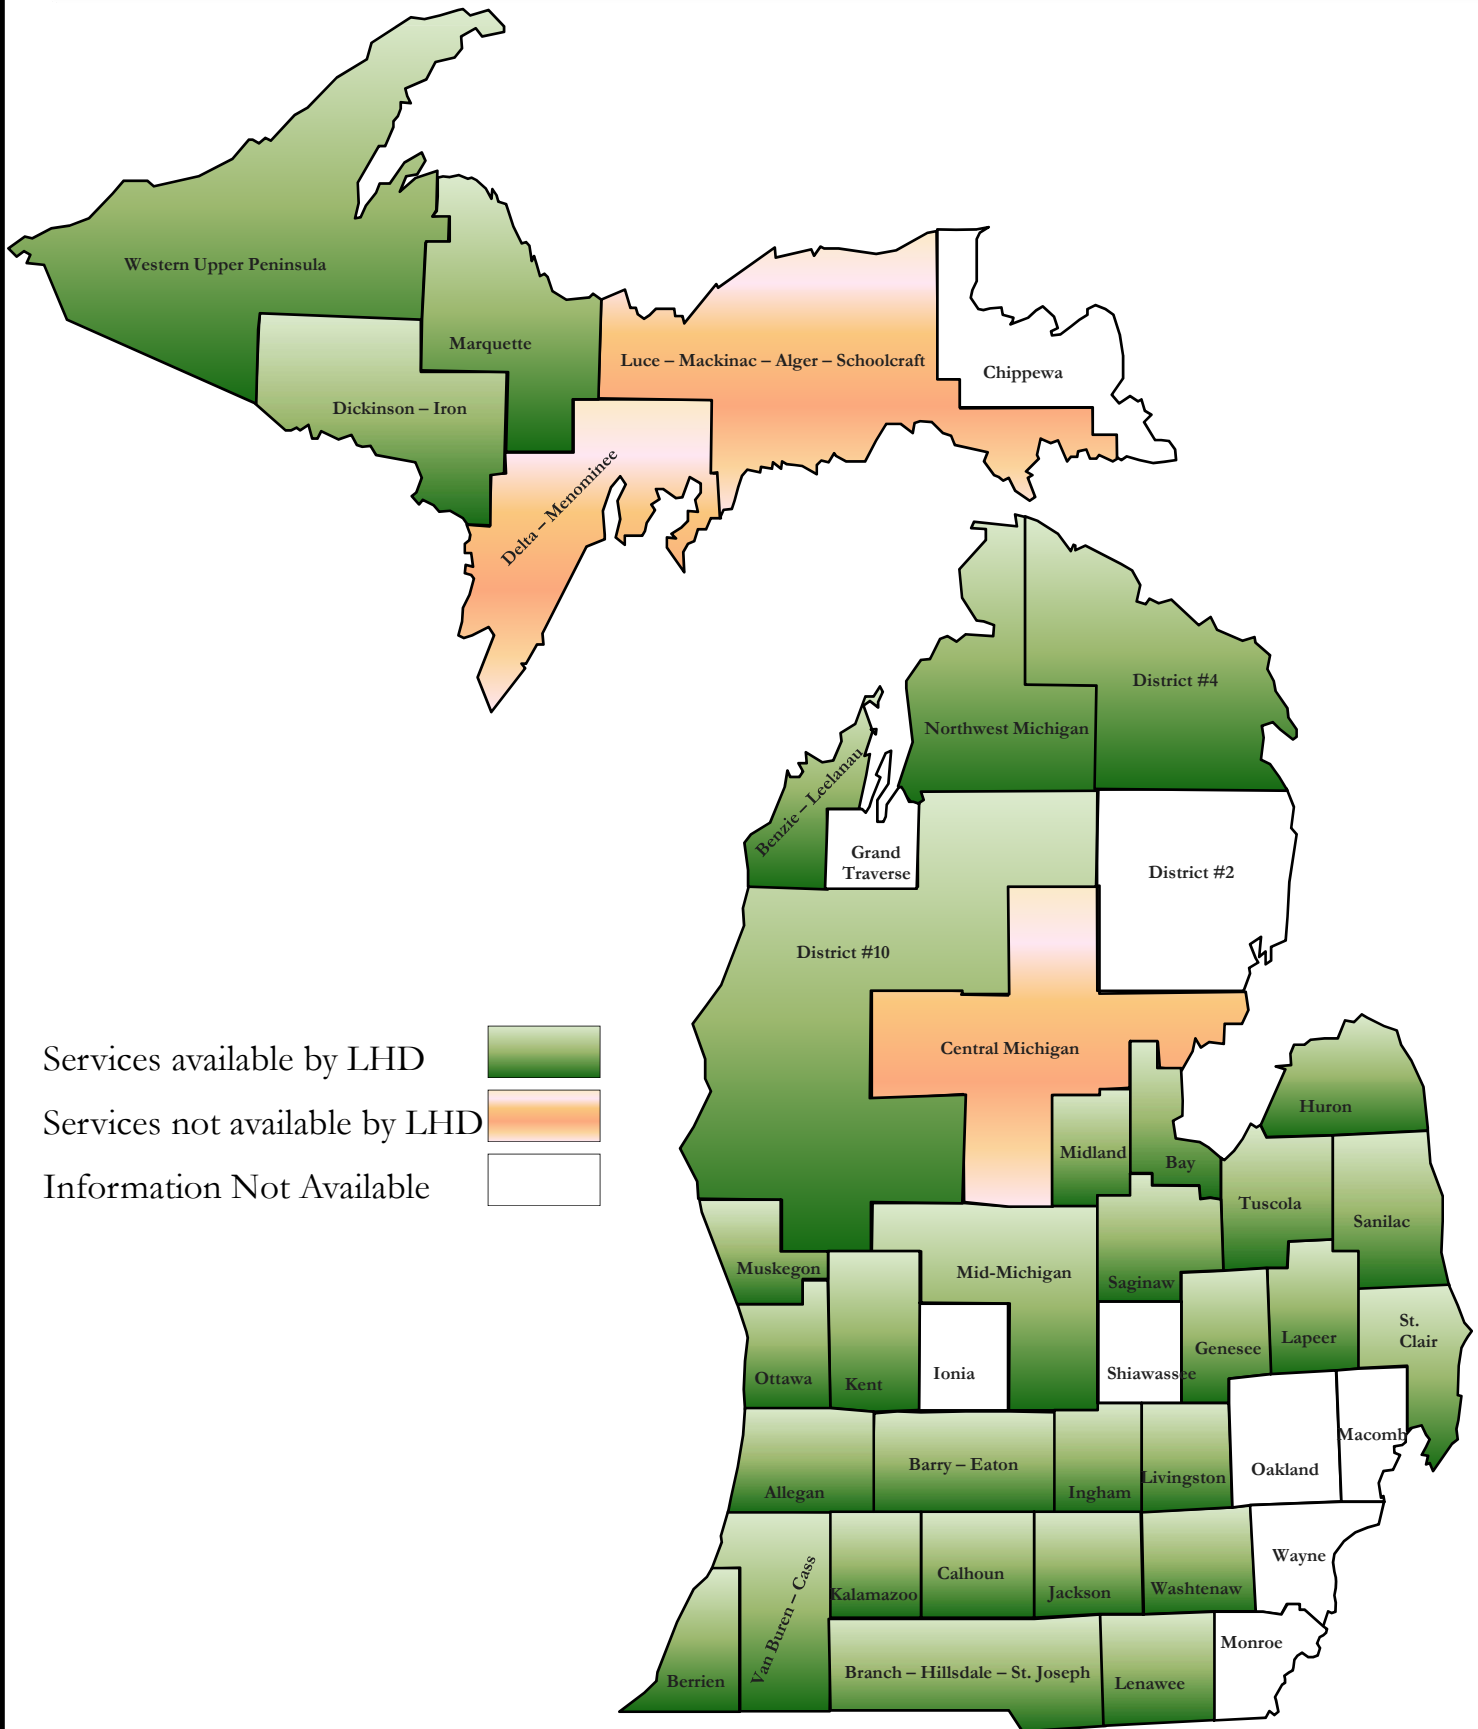 Western Upper Peninsula
Marquette
Dickinson – Iron
Luce – Mackinac – Alger – Schoolcraft
Chippewa
Delta – Menominee
District #4
Northwest Michigan
Benzie – Leelanau
Grand
Traverse
District #2
District #10
Central Michigan
Services available by LHD
Services not available by LHD
Information Not Available
Huron
Midland
Bay
Tuscola
Sanilac
Muskegon
Mid-Michigan
Saginaw
St.
Clair
Lapeer
Genesee
Ottawa
Kent
Ionia
Shiawassee
Macomb
Oakland
Barry – Eaton
Allegan
Ingham
Livingston
Wayne
Calhoun
Kalamazoo
Jackson
Washtenaw
Van Buren – Cass
Monroe
Berrien
Branch – Hillsdale – St. Joseph
Lenawee